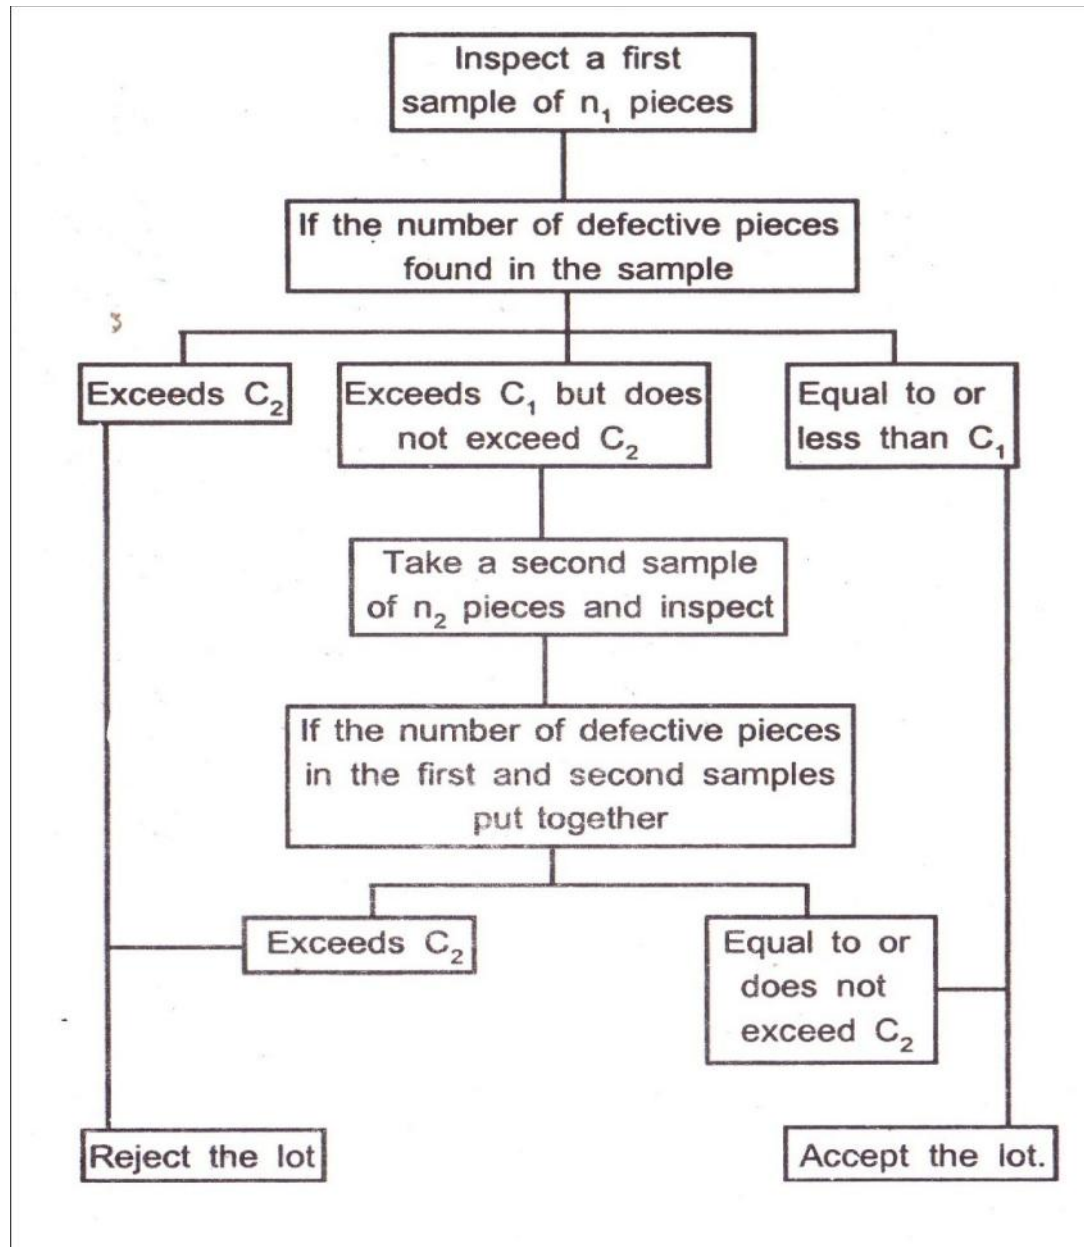 Inspect a first
sample of n₁ pieces
If the number of defective pieces
found in the sample
Exceeds C₂
Exceeds C₁ but does
not exceed C₂
Equal to or
less than C₁
Take a second sample
of n₂ pieces and inspect
If the number of defective pieces
in the first and second samples
put together
Exceeds C₂
Equal to or
does not
exceed C₂
Reject the lot
Accept the lot.